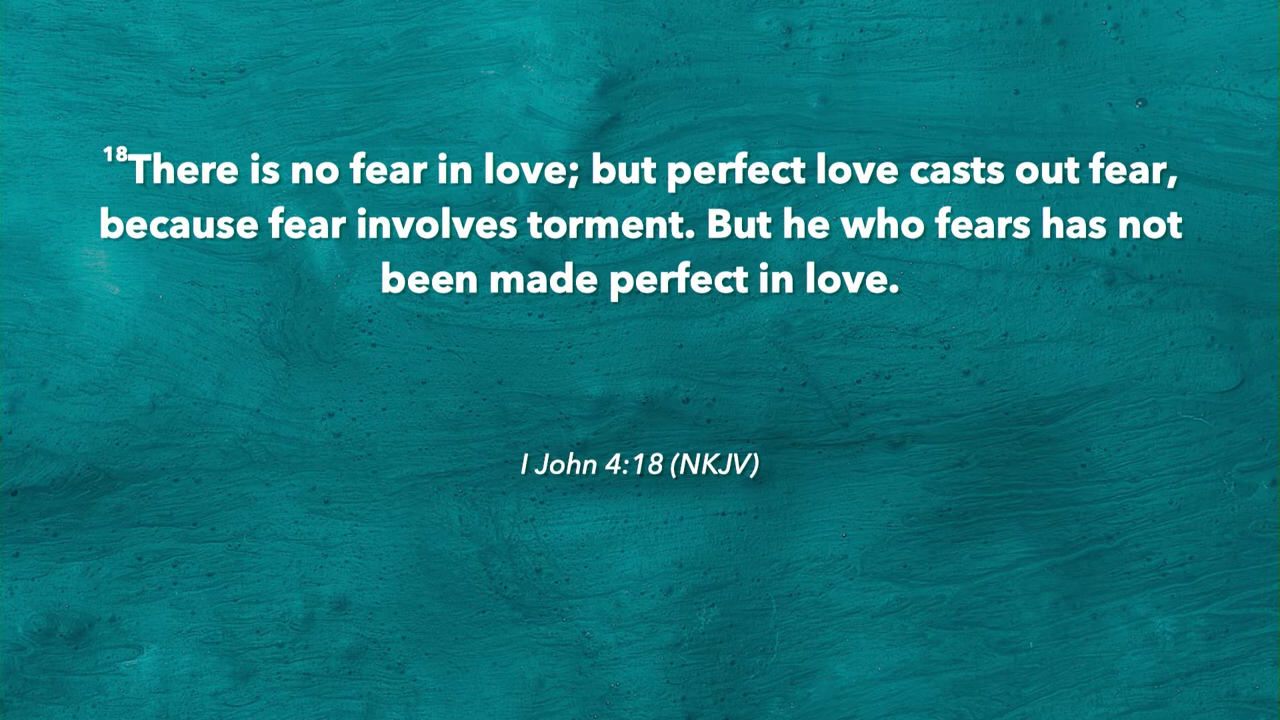 18There is no fear in love; but perfect love casts out fear,
because fear involves torment. But he who fears has not
been made perfect in love.
I John 4:18 (NKJV)